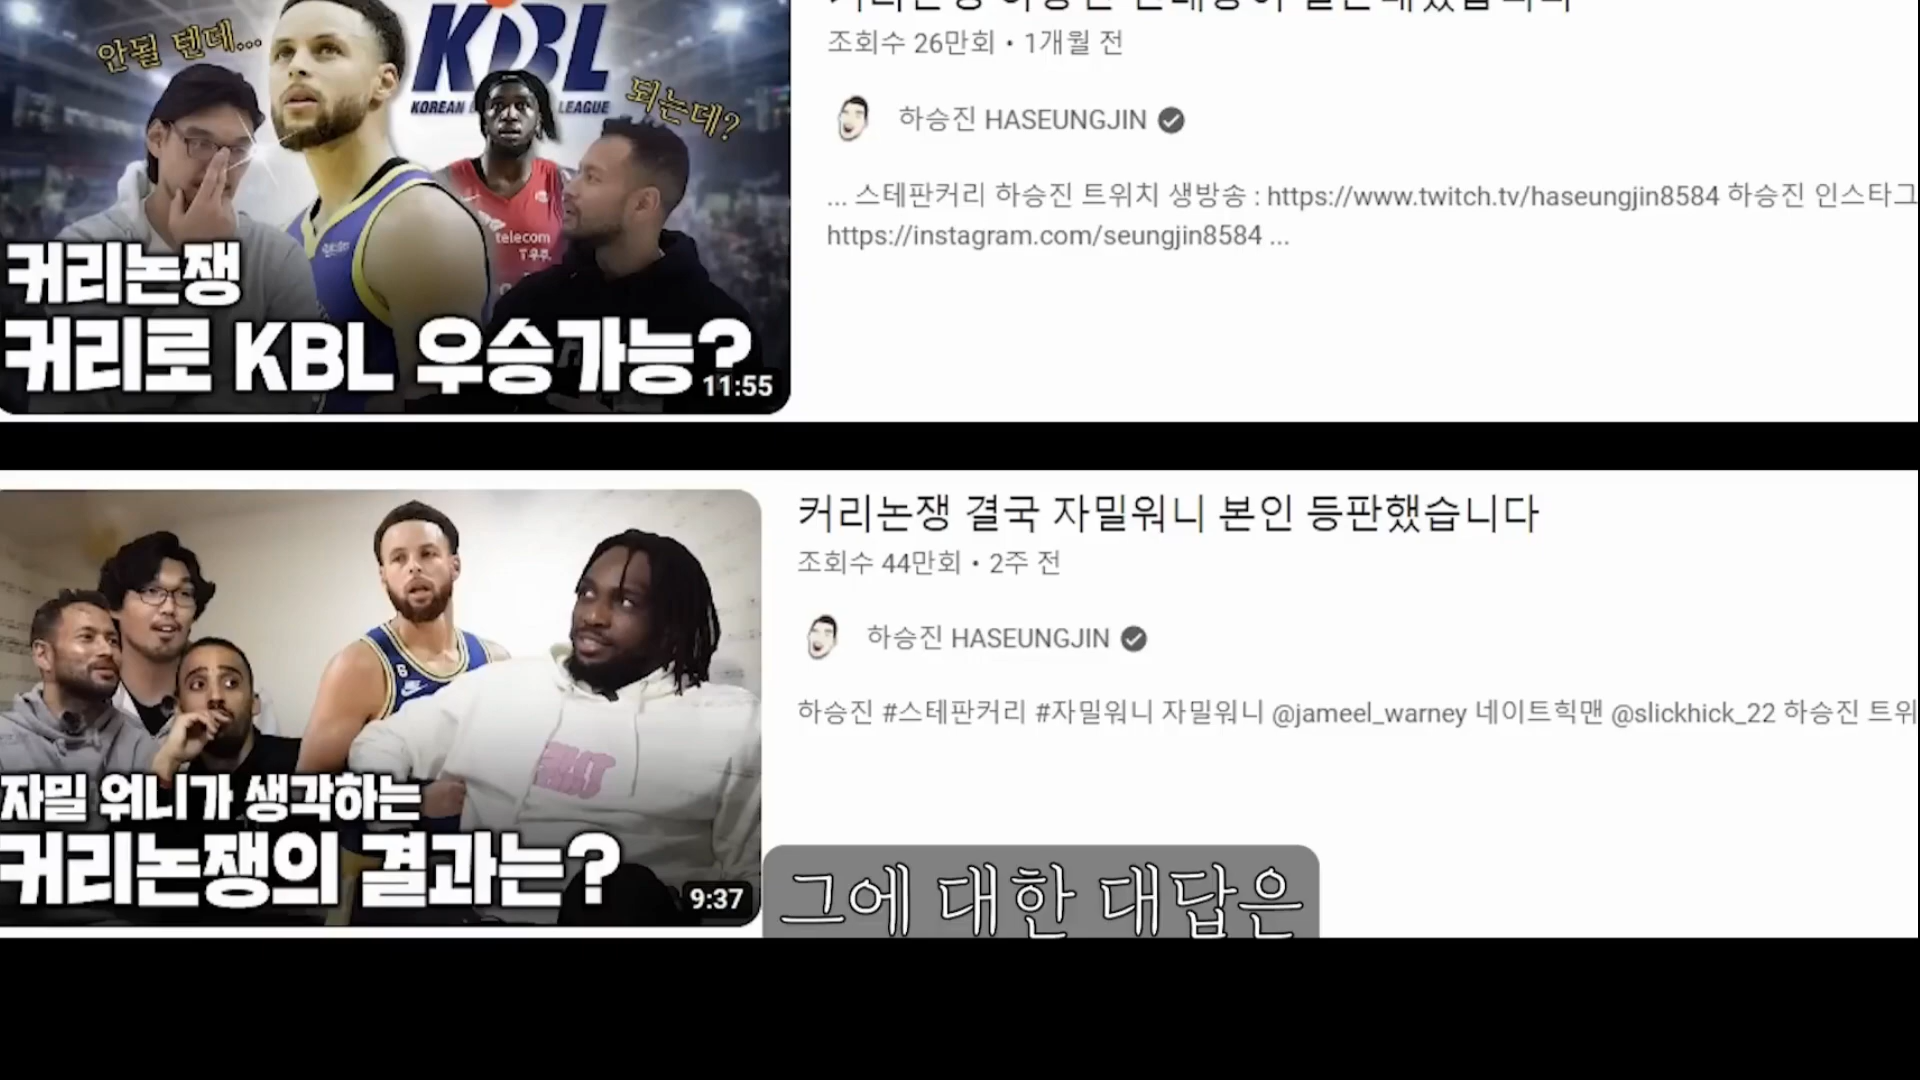 안될 텐데...
KBL
KOREAN LEAGUE
되는데?
telecom
T우주
커리논쟁
커리로 KBL 우승가능?
11:55
조회수 26만회 • 1개월 전
하승진 HASEUNGJIN
... 스테판커리 하승진 트위치 생방송 : https://www.twitch.tv/haseungjin8584 하승진 인스타그
https://instagram.com/seungjin8584 ...
6
자밀 워니가 생각하는
커리논쟁의 결과는?
9:37
커리논쟁 결국 자밀워니 본인 등판했습니다
조회수 44만회 • 2주 전
하승진 HASEUNGJIN
하승진 #스테판커리 #자밀워니 자밀워니 @jameel_warney 네이트힉맨 @slickhick_22 하승진 트위
그에 대한 대답은